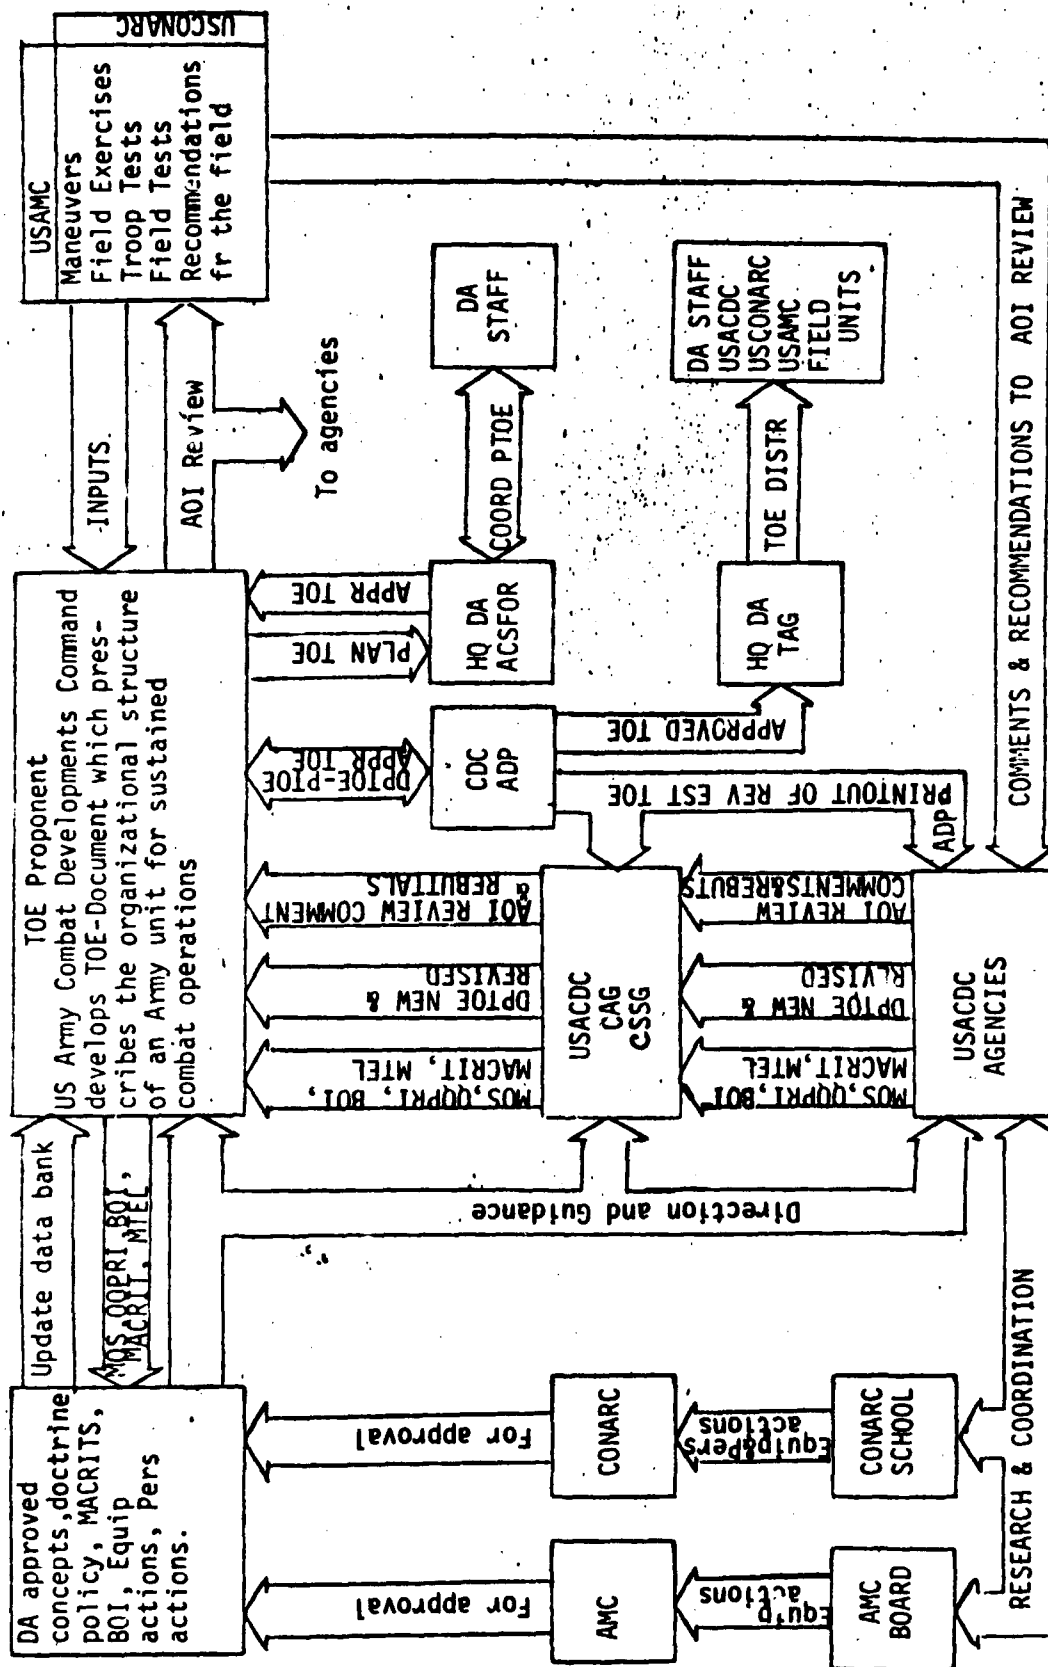 DA approved
concepts,doctrine
policy, MACRITS,
BOI, Equip
actions, Pers
actions.
Update data bank
MOS,QQPRI,BOI,
MACRIT, MTEL
TOE Proponent
US Army Combat Developments Command
develops TOE-Document which pres-
cribes the organizational structure
of an Army unit for sustained
combat operations
INPUTS.
AOI Review
To agencies
USAMC
USCONARC
Maneuvers
Field Exercises
Troop Tests
Field Tests
Recommendations
fr the field
For approval
For approval
Direction and Guidance
MOS,QQPRI, BOI,
MACRIT, MTEL
DPTOE NEW &
REVISED
AOI REVIEW COMMENT
& REBUTTALS
DPTOE-PTOE
APPR TOE
PLAN TOE
APPR TOE
CDC
ADP
HQ DA
ACSFOR
COORD PTOE
DA
STAFF
AMC
CONARC
USACDC
CAG
CSSG
APPROVED TOE
PRINTOUT OF REV EST TOE
ADP
HQ DA
TAG
TOE DISTR
DA STAFF
USACDC
USCONARC
USAMC
FIELD
UNITS
Equip
actions
Equip&Pers
actions
MOS,QQPRI,BOI
MACRIT,MTEL
DPTOE NEW &
REVISED
AOI REVIEW
COMMENTS&REBUTS
AMC
BOARD
CONARC
SCHOOL
USACDC
AGENCIES
RESEARCH & COORDINATION
COMMENTS & RECOMMENDATIONS TO AOI REVIEW